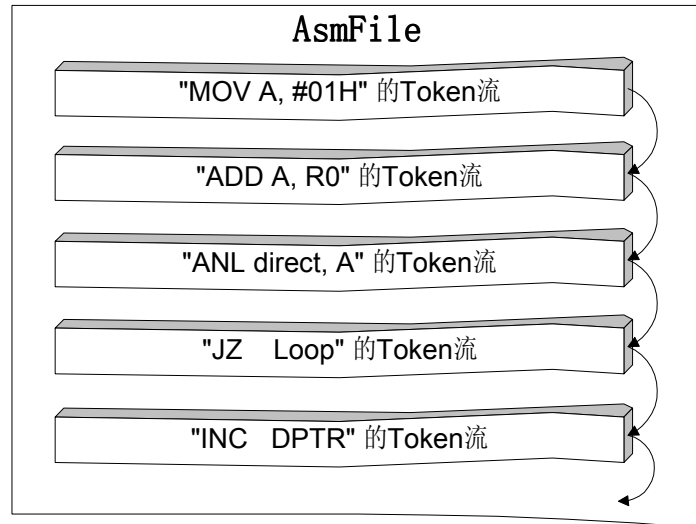 AsmFile
"MOV A, #01H" 的Token流
"ADD A, R0" 的Token流
"ANL direct, A" 的Token流
"JZ    Loop" 的Token流
"INC   DPTR" 的Token流